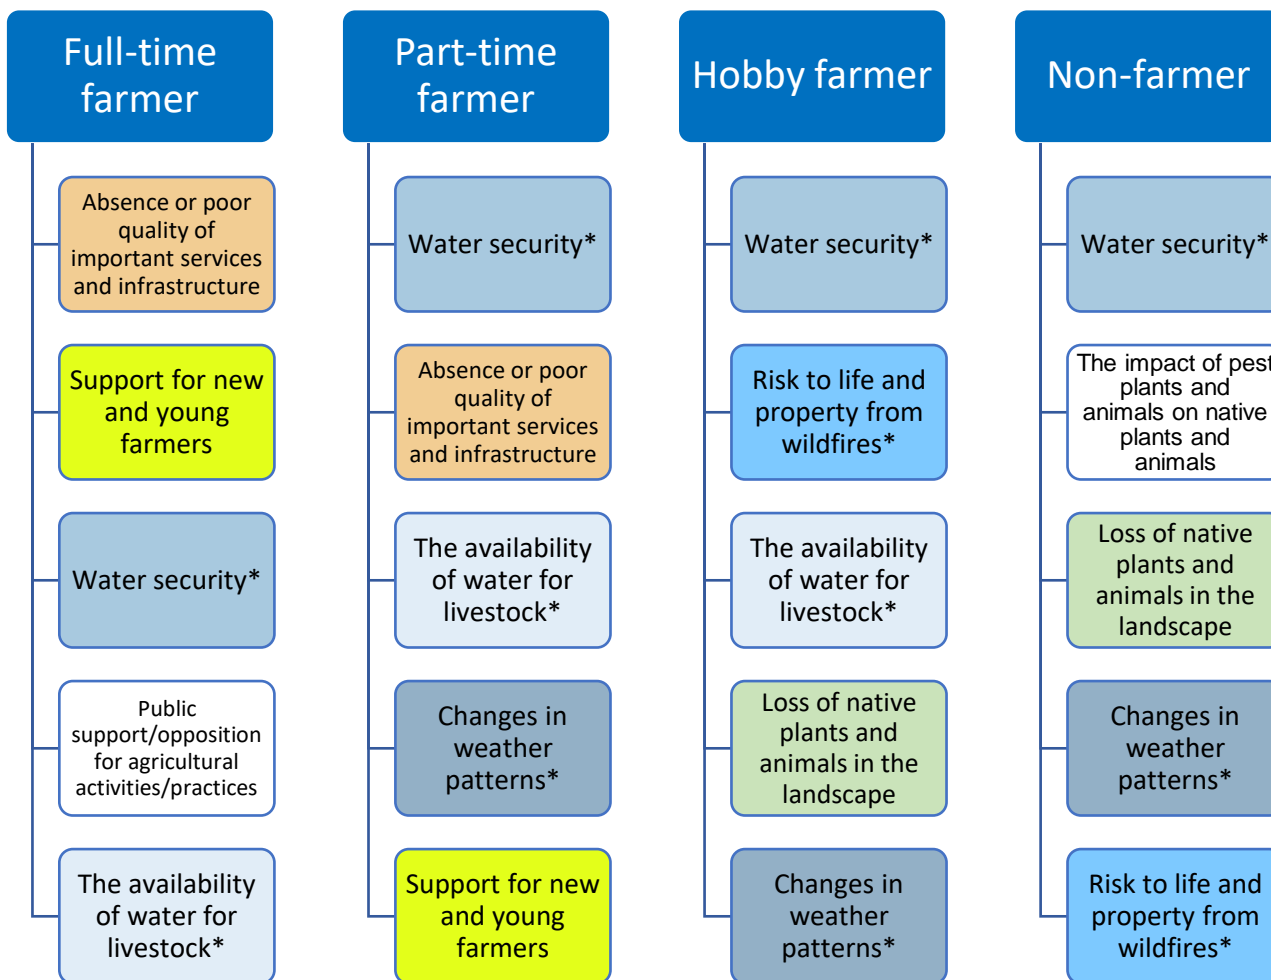 Full-time
farmer
Absence or poor
quality of
important services
and infrastructure
Support for new
and young
farmers
Water security*
Public
support/opposition
for agricultural
activities/practices
The availability
of water for
livestock*
Part-time
farmer
Water security*
Absence or poor
quality of
important services
and infrastructure
The availability
of water for
livestock*
Changes in
weather
patterns*
Support for new
and young
farmers
Hobby farmer
Water security*
Risk to life and
property from
wildfires*
The availability
of water for
livestock*
Loss of native
plants and
animals in the
landscape
Changes in
weather
patterns*
Non-farmer
Water security*
The impact of pest
plants and
animals on native
plants and
animals
Loss of native
plants and
animals in the
landscape
Changes in
weather
patterns*
Risk to life and
property from
wildfires*